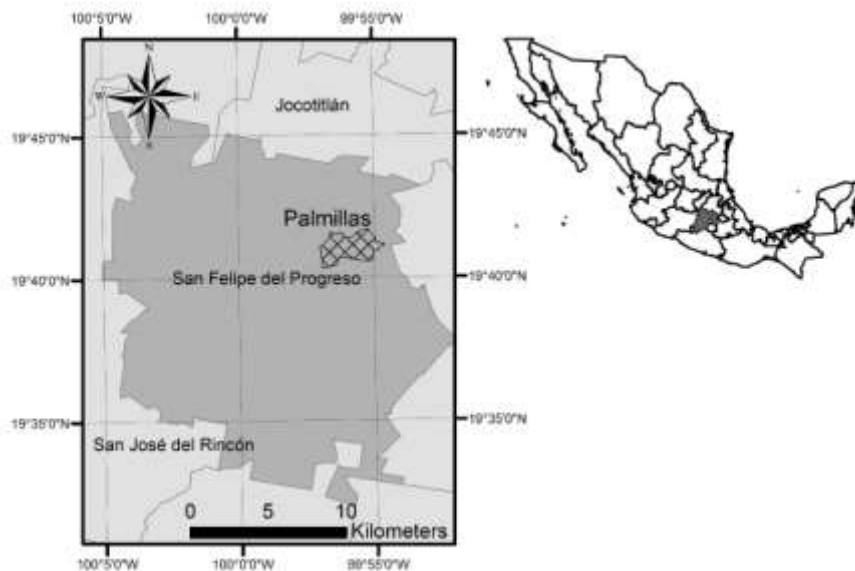 100°5'0"W 100°0'0"W 99°55'0"W
N
W E
S
Jocotitlán
19°45'0"N 19°45'0"N
Palmillas
San Felipe del Progreso
19°40'0"N 19°40'0"N
19°35'0"N 19°35'0"N
San José del Rincón
0 5 10
Kilometers
100°5'0"W 100°0'0"W 99°55'0"W